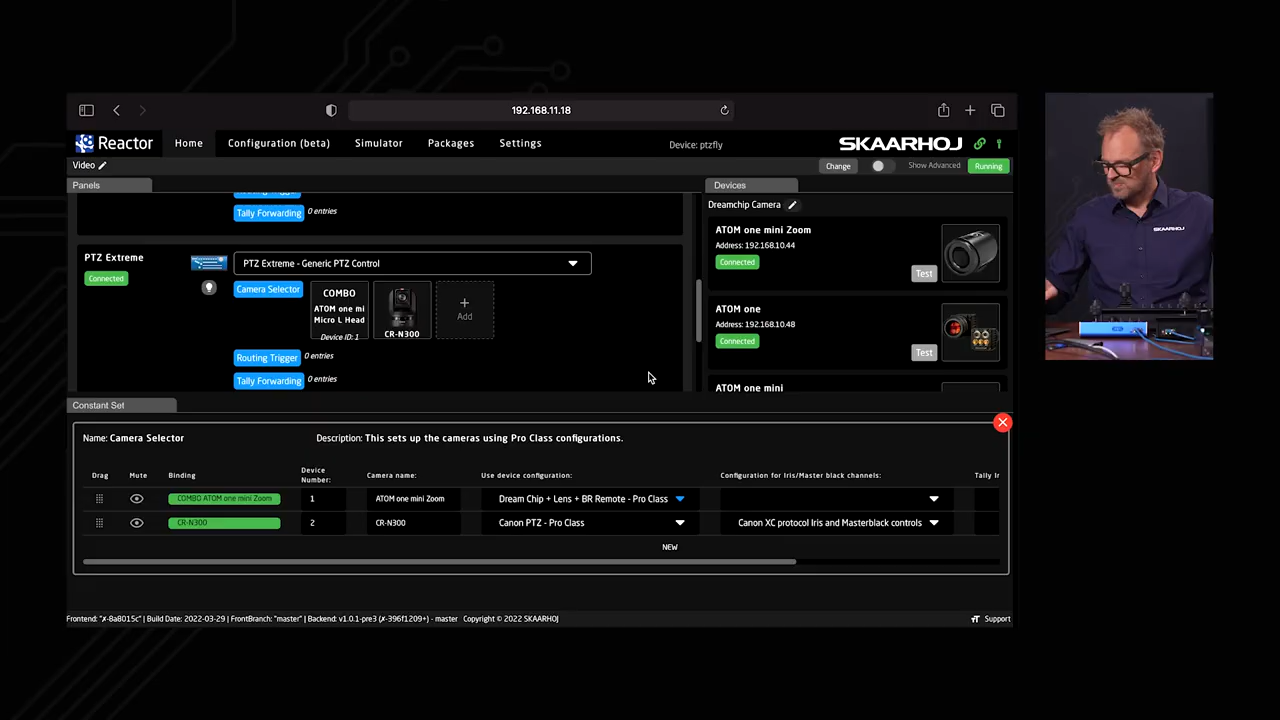 192.168.11.18
Reactor
Home
Configuration (beta)
Simulator
Packages
Settings
Device: ptzfly
SKAARHOJ
Video
Change
Show Advanced
Running
Panels
Devices
Tally Forwarding
0 entries
PTZ Extreme
Connected
PTZ Extreme - Generic PTZ Control
Camera Selector
COMBO
ATOM one mi
Micro L Head
Device ID: 1
CR-N300
+
Add
Routing Trigger
0 entries
Tally Forwarding
0 entries
Dreamchip Camera
ATOM one mini Zoom
Address: 192.168.10.44
Connected
Test
ATOM one
Address: 192.168.10.48
Connected
Test
ATOM one mini
Constant Set
Name: Camera Selector
Description: This sets up the cameras using Pro Class configurations.
Drag
Mute
Binding
Device
Number:
Camera name:
Use device configuration:
Configuration for Iris/Master black channels:
Tally Ir
COMBO ATOM one mini Zoom
1
ATOM one mini Zoom
Dream Chip + Lens + BR Remote - Pro Class
CR-N300
2
CR-N300
Canon PTZ - Pro Class
Canon XC protocol Iris and Masterblack controls
NEW
Frontend: "✗-8a8015c" | Build Date: 2022-03-29 | FrontBranch: "master" | Backend: v1.0.1-pre3 (✗-396f1209+) - master Copyright © 2022 SKAARHOJ
Support
SKAARHOJ